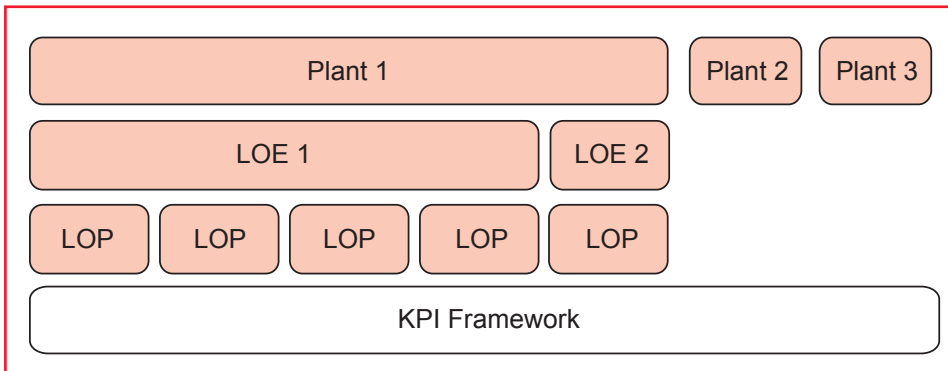 Plant 1 Plant 2 Plant 3
LOE 1 LOE 2
LOP LOP LOP LOP LOP
KPI Framework